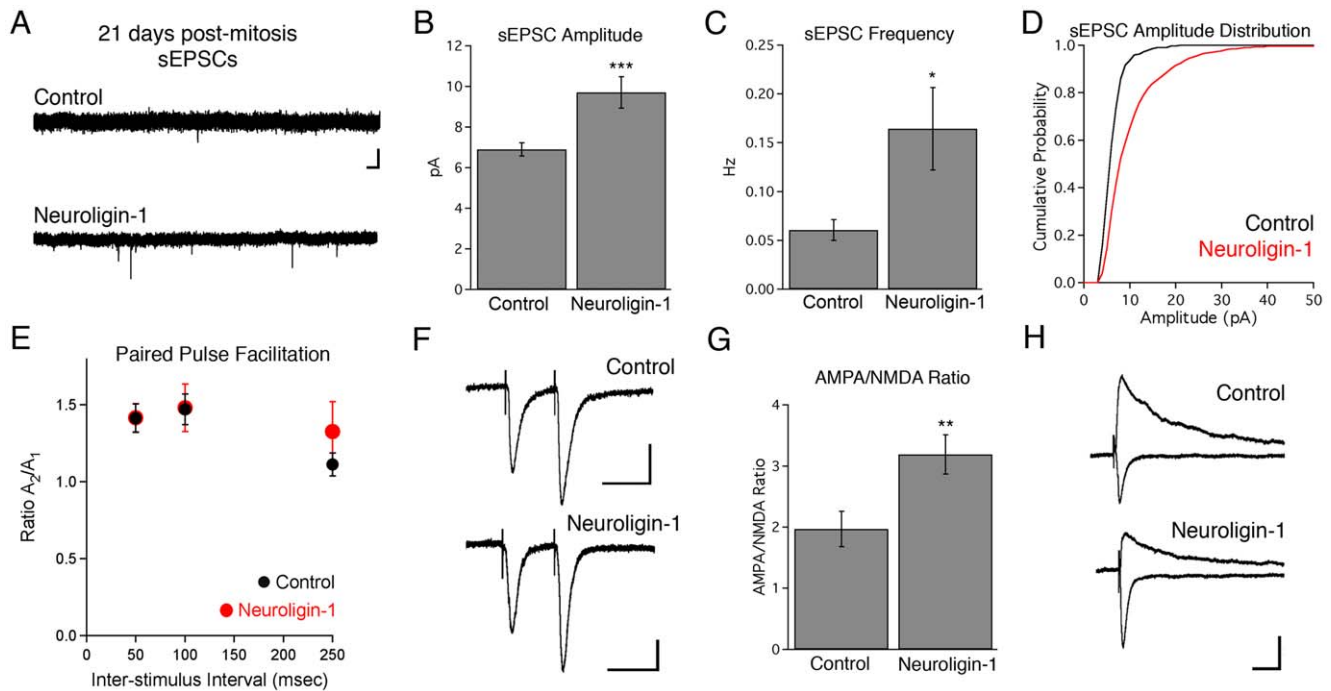 A
21 days post-mitosis
sEPSCs
Control
Neuroligin-1
B
sEPSC Amplitude
12
10
8
6
4
2
0
pA
***
Control
Neuroligin-1
C
sEPSC Frequency
0.25
0.20
0.15
0.10
0.05
0.00
Hz
*
Control
Neuroligin-1
D
sEPSC Amplitude Distribution
1.0
0.8
0.6
0.4
0.2
0.0
Cumulative Probability
Control
Neuroligin-1
0 10 20 30 40 50
Amplitude (pA)
E
Paired Pulse Facilitation
1.5
1.0
0.5
0.0
Ratio A2/A1
Control
Neuroligin-1
0 50 100 150 200 250
Inter-stimulus Interval (msec)
F
Control
Neuroligin-1
G
AMPA/NMDA Ratio
4
3
2
1
0
AMPA/NMDA Ratio
**
Control
Neuroligin-1
H
Control
Neuroligin-1